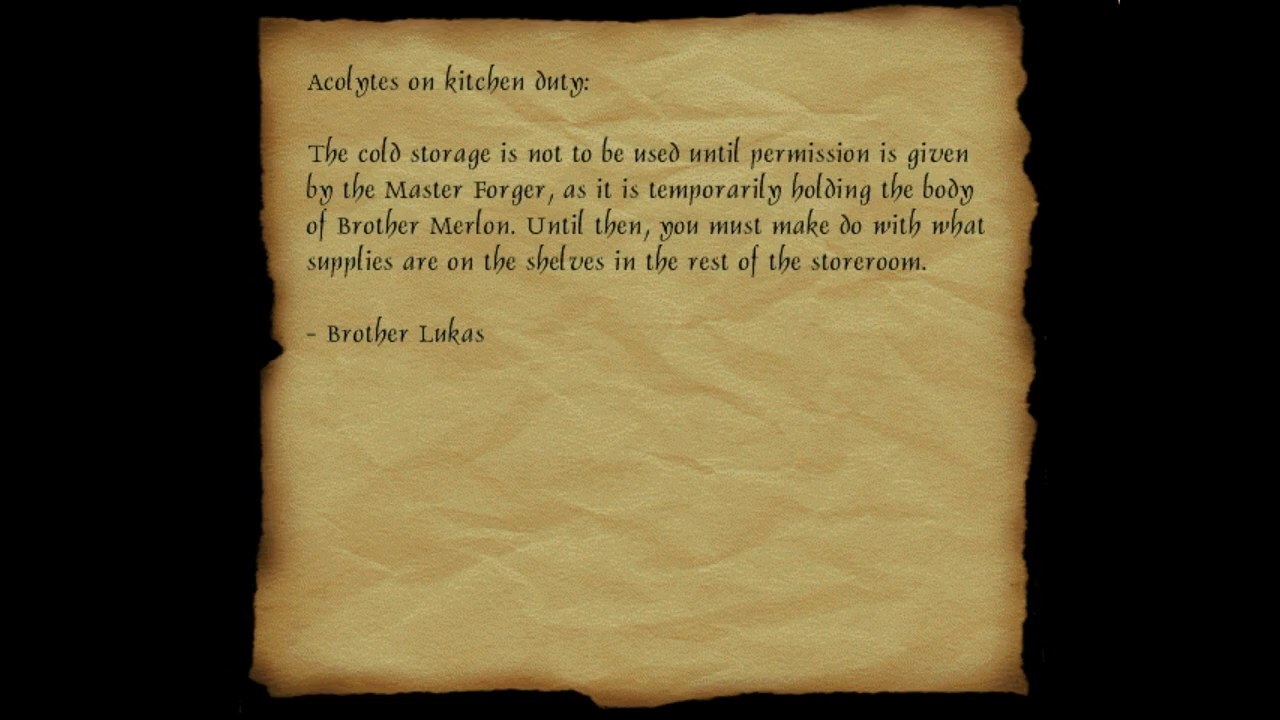 Acolytes on kitchen duty:
The cold storage is not to be used until permission is given
by the Master Forger, as it is temporarily holding the body
of Brother Merlon. Until then, you must make do with what
supplies are on the shelves in the rest of the storeroom.
- Brother Lukas